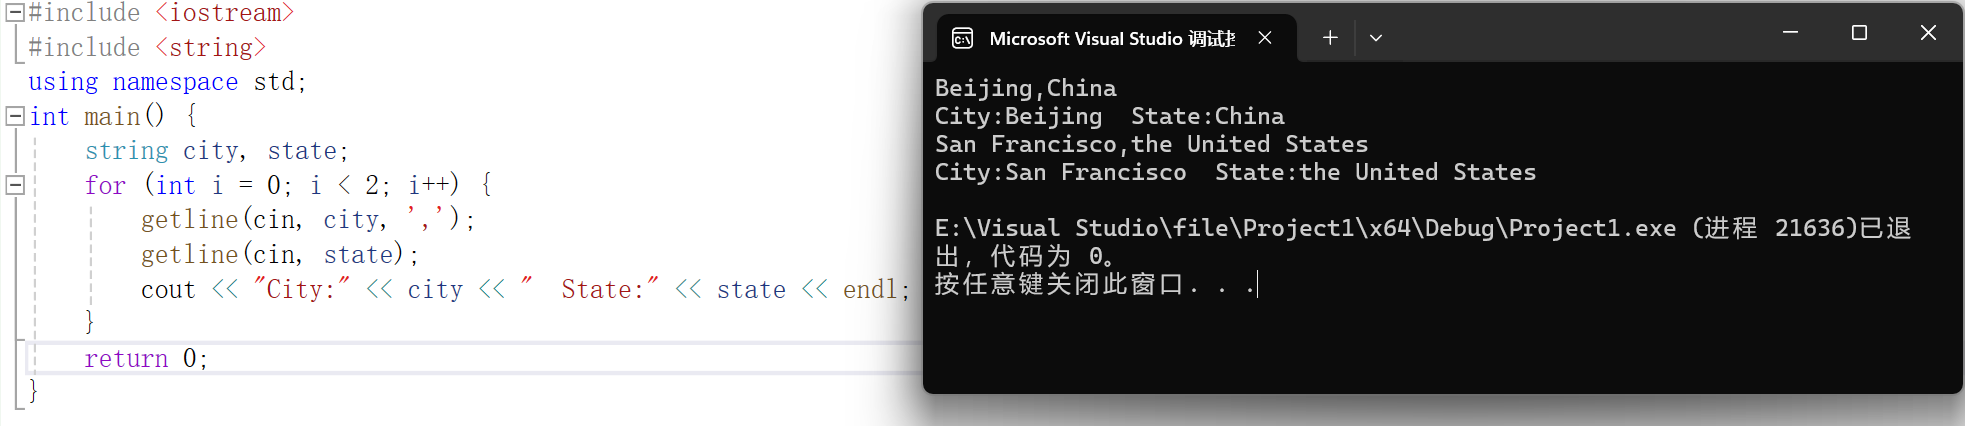 #include <iostream>
#include <string>
using namespace std;
int main() {
    string city, state;
    for (int i = 0; i < 2; i++) {
        getline(cin, city, ',');
        getline(cin, state);
        cout << "City:" << city << "  State:" << state << endl;
    }
    return 0;
}
Microsoft Visual Studio 调试
Beijing,China
City:Beijing  State:China
San Francisco,the United States
City:San Francisco  State:the United States
E:\Visual Studio\file\Project1\x64\Debug\Project1.exe (进程 21636)已退
出，代码为 0。
按任意键关闭此窗口. . .